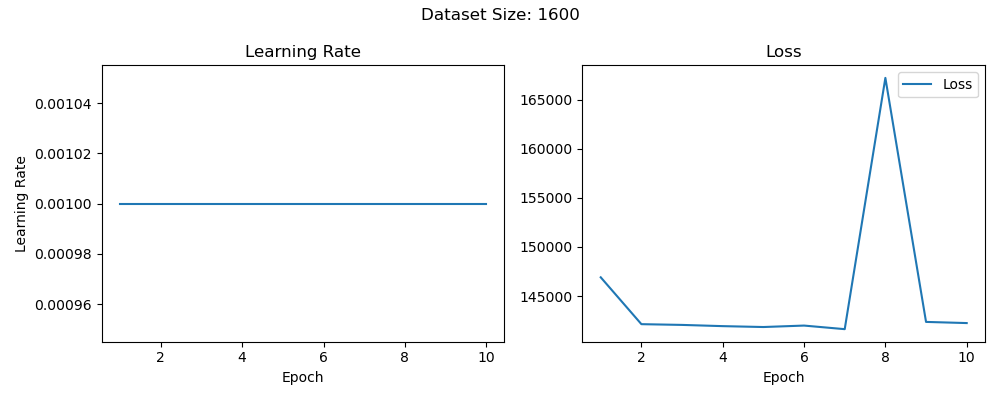 Dataset Size: 1600
Learning Rate
Learning Rate
0.00104
0.00102
0.00100
0.00098
0.00096
2 4 6 8 10
Epoch
Loss
Loss
165000
160000
155000
150000
145000
2 4 6 8 10
Epoch